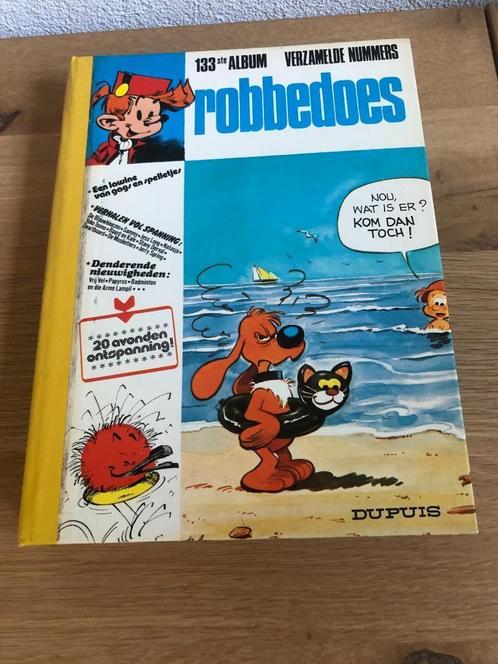 133ste ALBUM VERZAMELDE NUMMERS
robbedoes
* Een lawine
van gags en spelletjes
* VERHALEN VOL SPANNING:
* Denderende
nieuwigheden:
Vrij Vel • Papyrus • Badminton
en die Arme Lampil • • •
20 avonden
ontspanning!
NOU,
WAT IS ER?
KOM DAN
TOCH!
DUPUIS